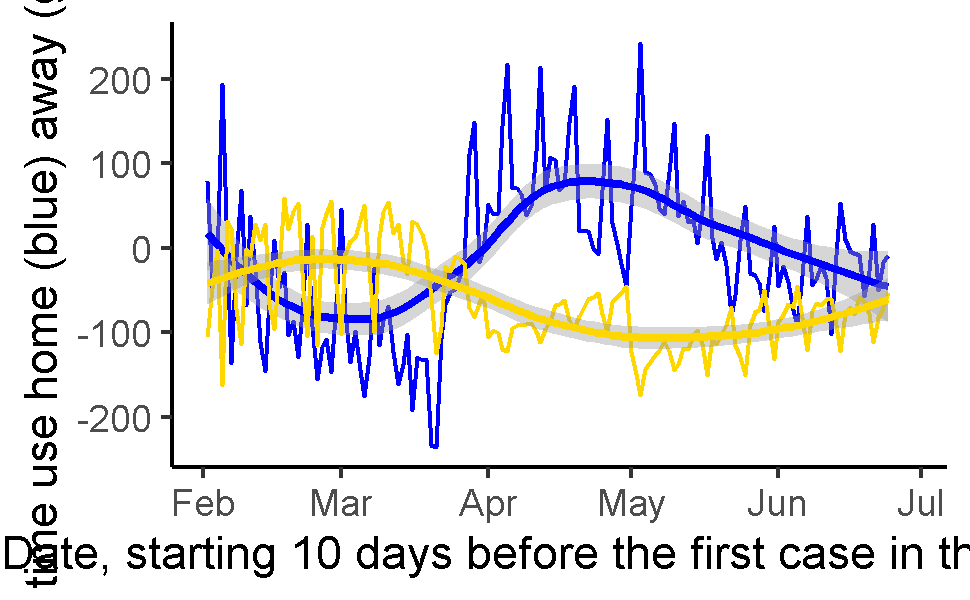 time use home (blue) away (
200
100
0
-100
-200
Feb Mar Apr May Jun Jul
Date, starting 10 days before the first case in